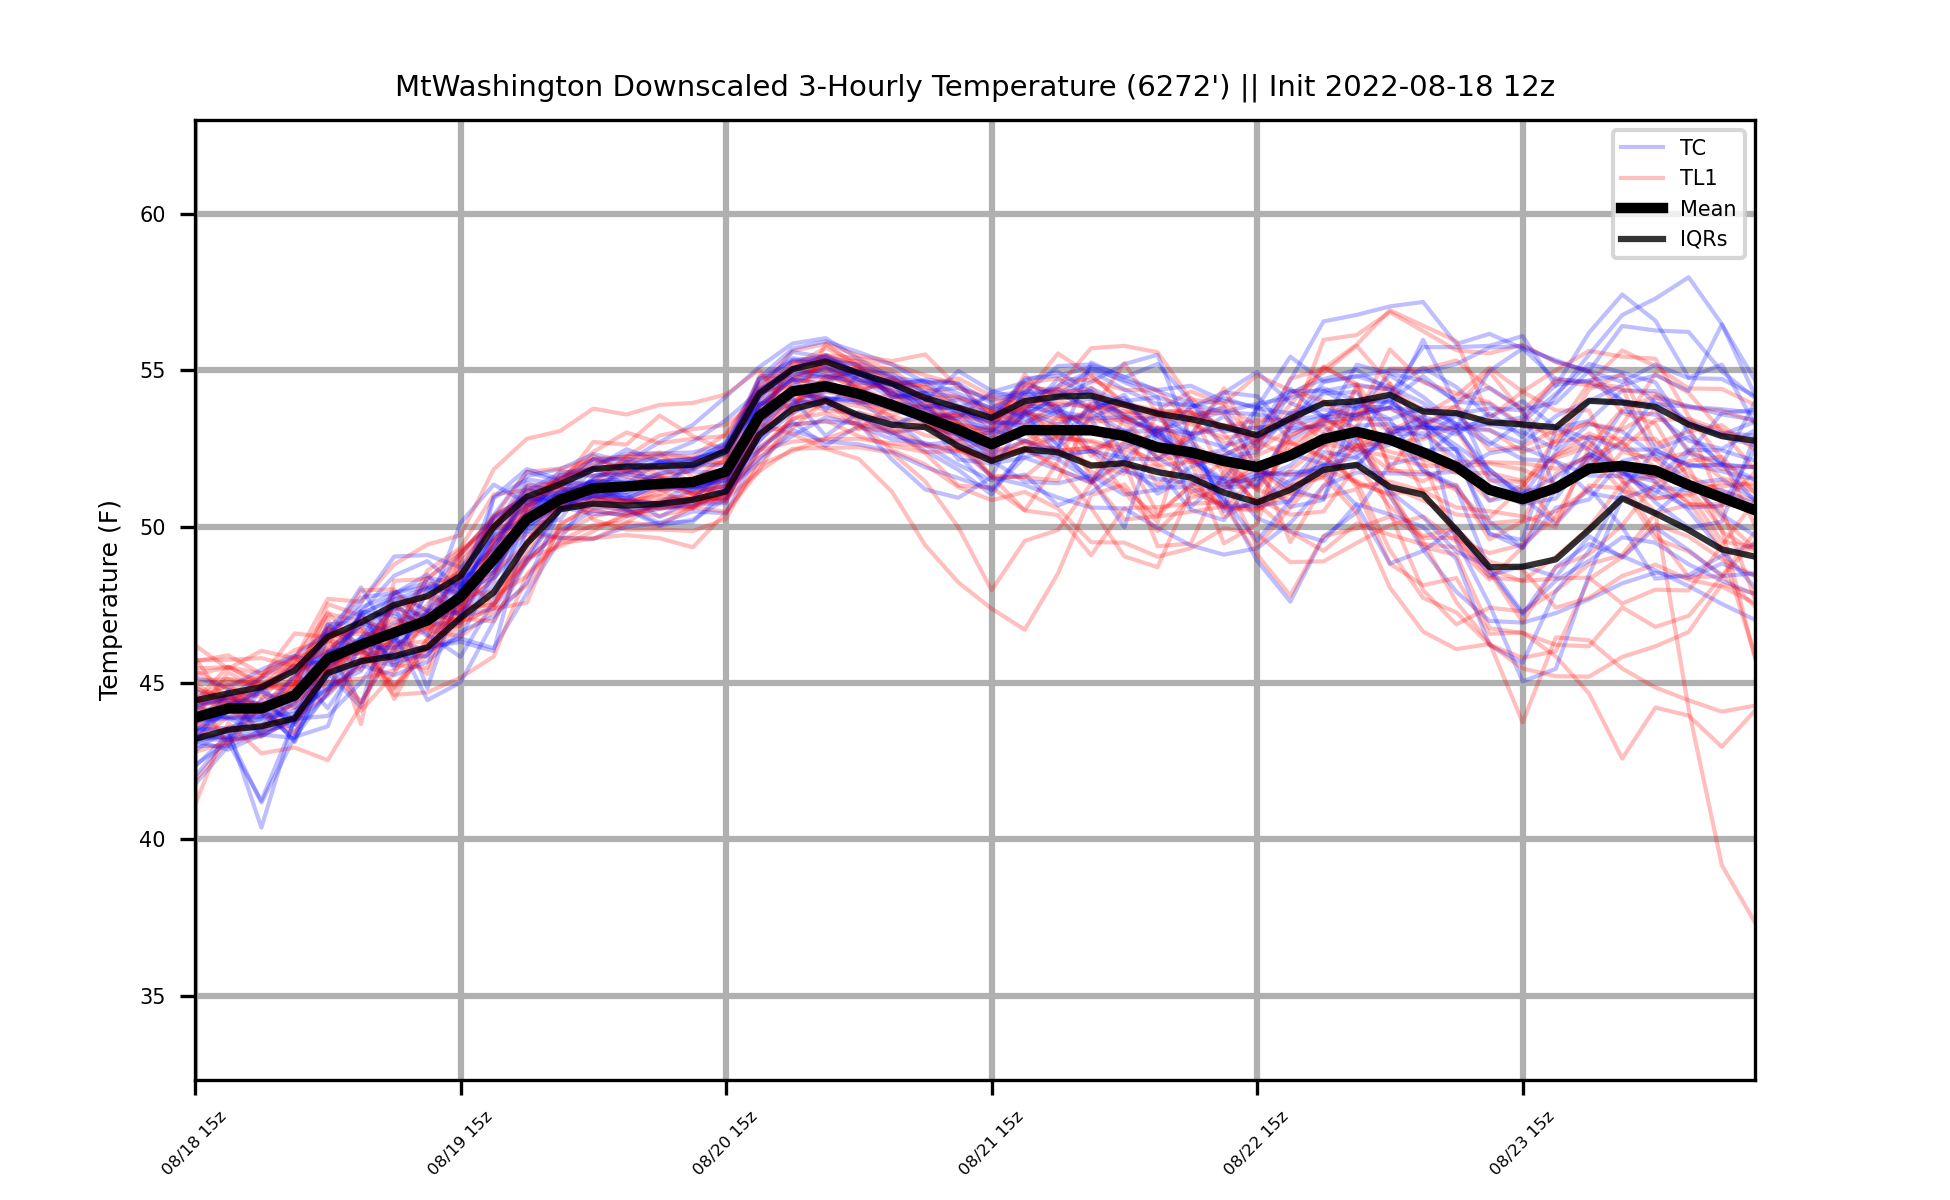 MtWashington Downscaled 3-Hourly Temperature (6272') || Init 2022-08-18 12z
TC
TL1
Mean
IQRs
Temperature (F)
60
55
50
45
40
35
08/18 15z
08/19 15z
08/20 15z
08/21 15z
08/22 15z
08/23 15z